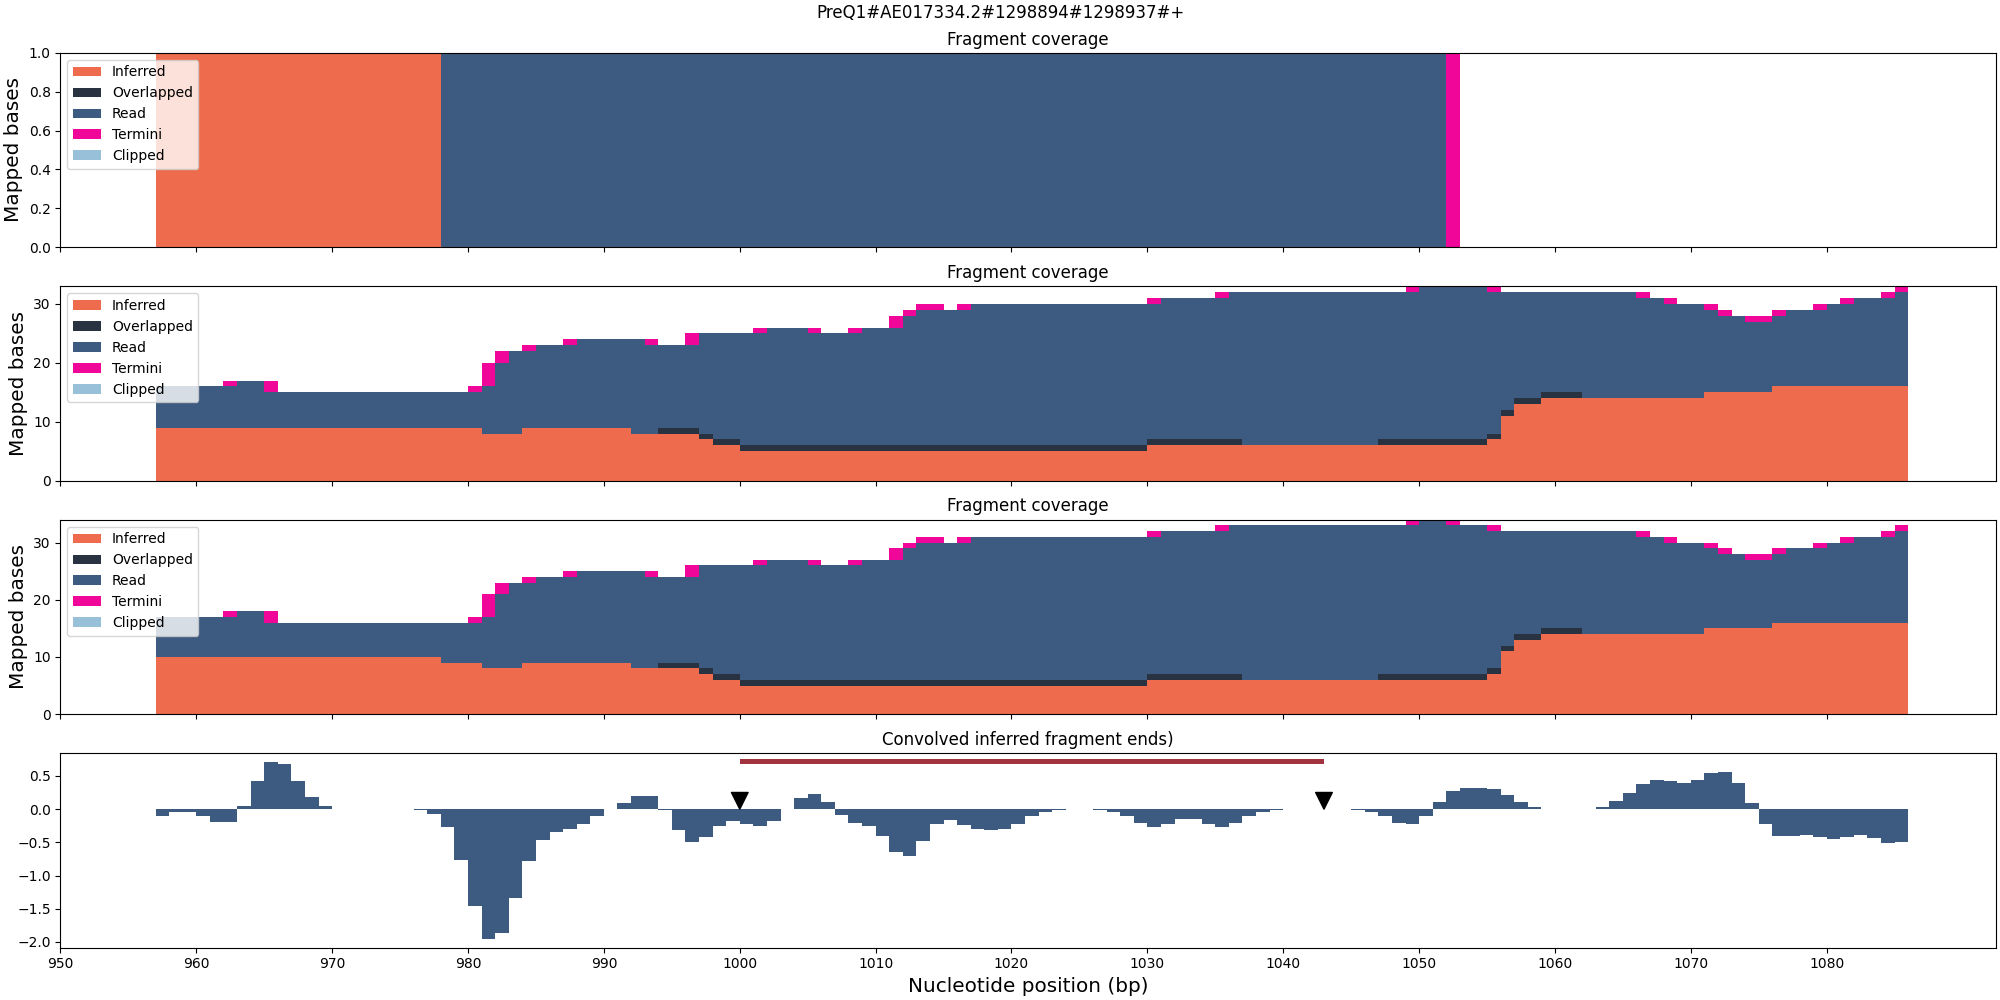 PreQ1#AE017334.2#1298894#1298937#+
Fragment coverage
Mapped bases
1.0
0.8
0.6
0.4
0.2
0.0
Inferred
Overlapped
Read
Termini
Clipped
Fragment coverage
Mapped bases
30
20
10
0
Inferred
Overlapped
Read
Termini
Clipped
Fragment coverage
Mapped bases
30
20
10
0
Inferred
Overlapped
Read
Termini
Clipped
Convolved inferred fragment ends)
0.5
0.0
−0.5
−1.0
−1.5
−2.0
950 960 970 980 990 1000 1010 1020 1030 1040 1050 1060 1070 1080
Nucleotide position (bp)